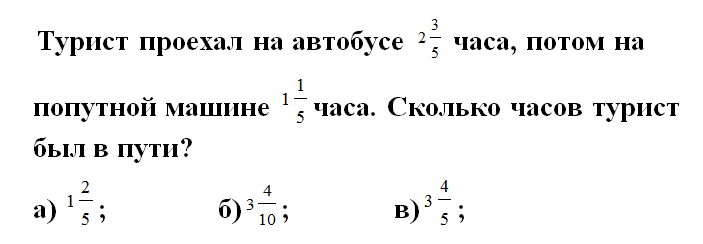 Турист проехал на автобусе 2 3/5 часа, потом на
попутной машине 1 1/5 часа. Сколько часов турист
был в пути?
а) 1 2/5 ; б) 3 4/10 ; в) 3 4/5 ;